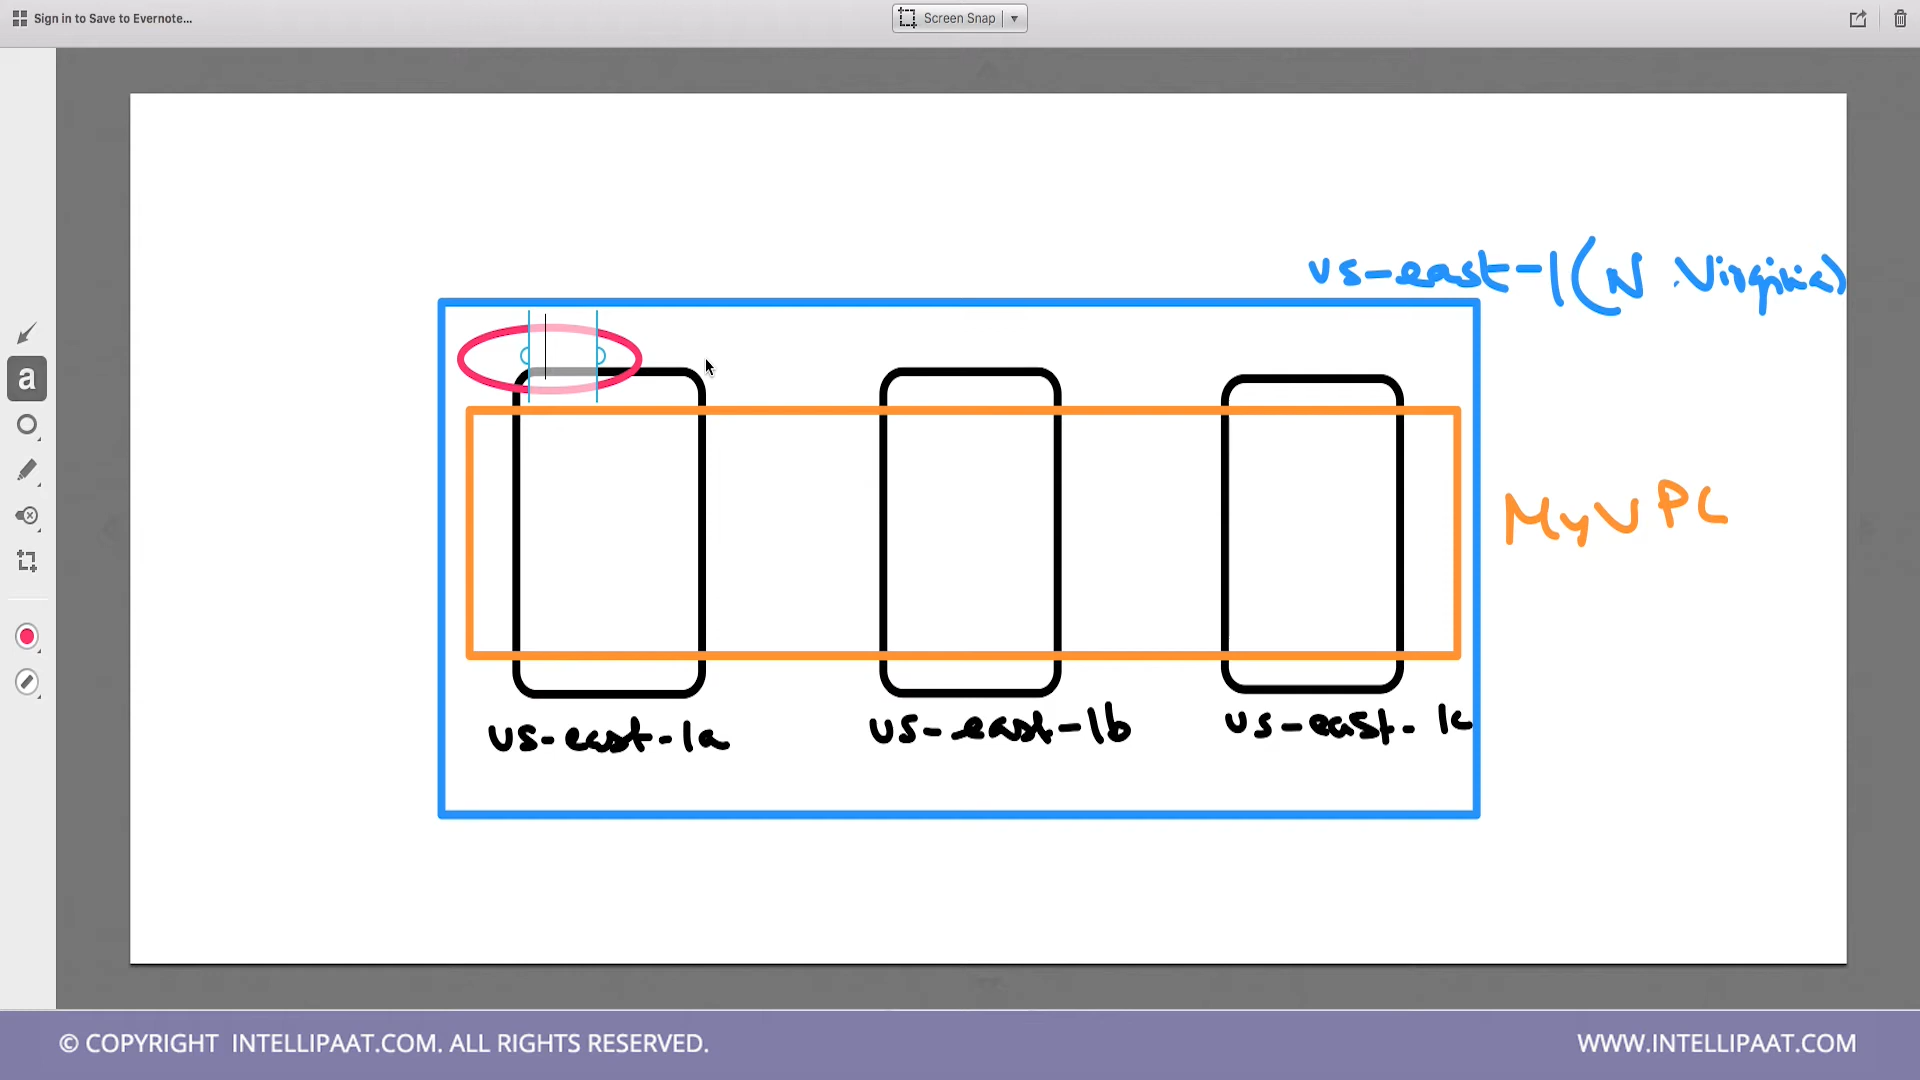 Sign in to Save to Evernote...
Screen Snap
a
us-east-1(N.Virginia)
MyVPC
us-east-1a
us-east-1b
us-east-1c
© COPYRIGHT INTELLIPAAT.COM. ALL RIGHTS RESERVED.
WWW.INTELLIPAAT.COM